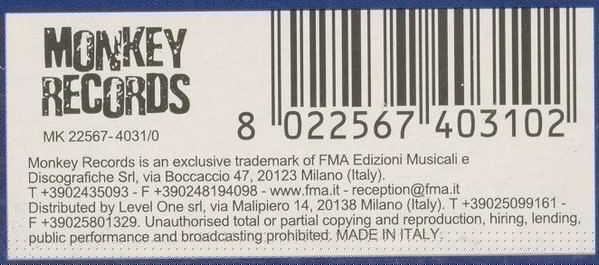 MONKEY
RECORDS
MK 22567- 4031/0
8 022567 403102
Monkey Records is an exclusive trademark of FMA Edizioni Musicali e
Discografiche Srl, via Boccaccio 47, 20123 Milano (Italy).
T +3902435093 - F +390248194098 - www.fma.it - reception@fma.it
Distributed by Level One srl, via Malipiero 14, 20138 Milano (Italy). T +39025099161 -
F +39025801329. Unauthorised total or partial copying and reproduction, hiring, lending,
public performance and broadcasting prohibited. MADE IN ITALY.